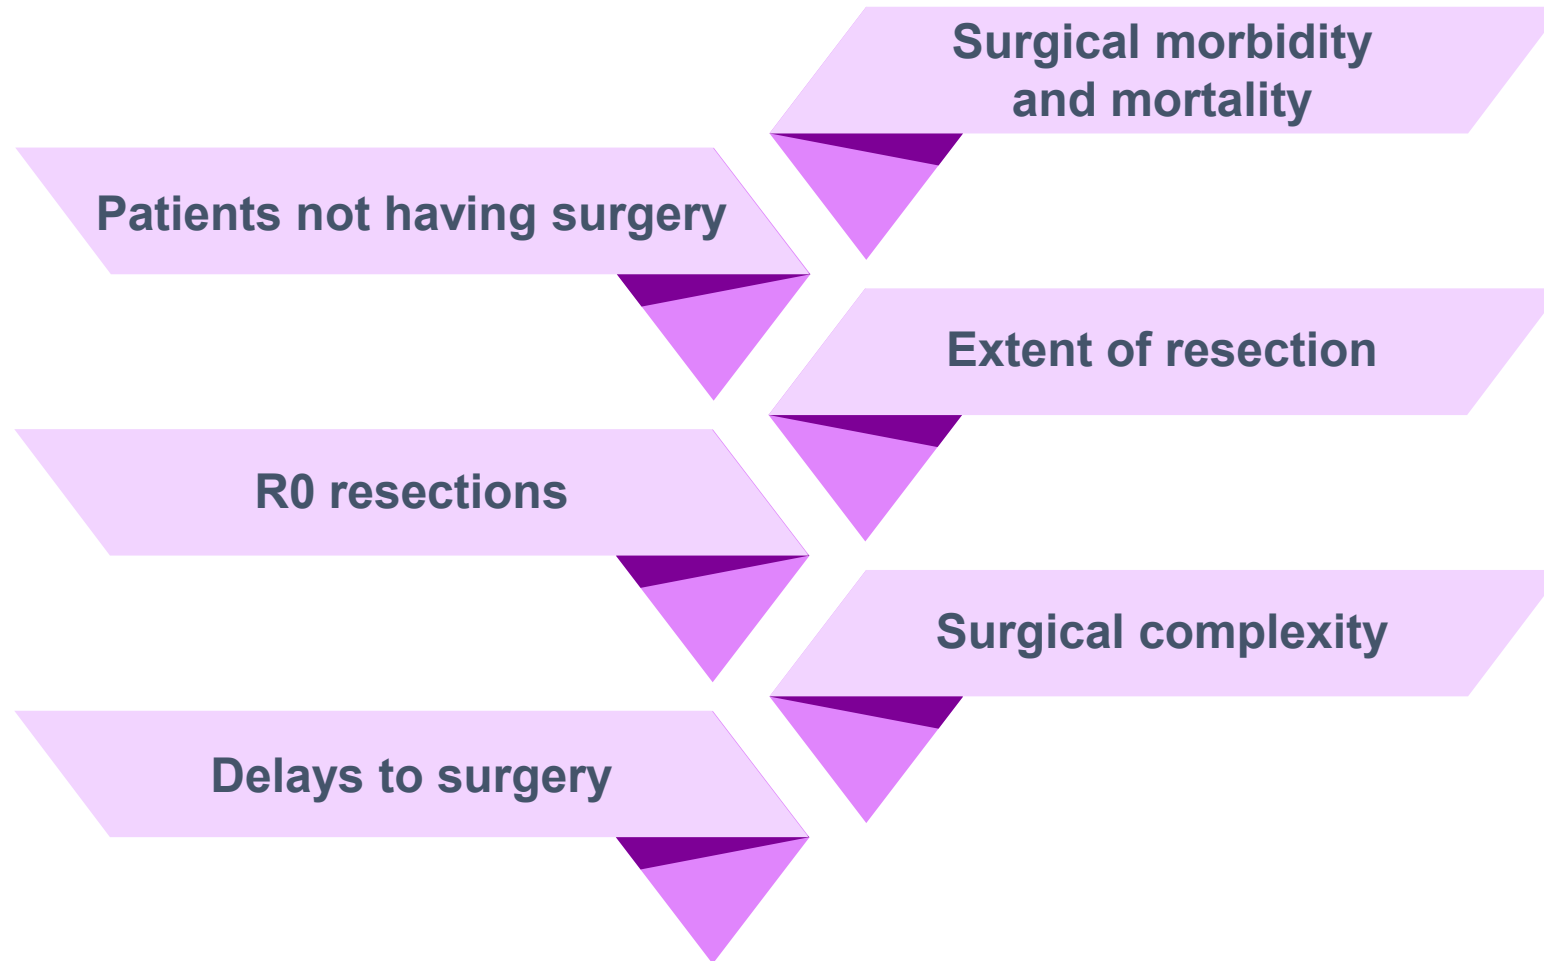 Surgical morbidity
and mortality
Patients not having surgery
Extent of resection
R0 resections
Surgical complexity
Delays to surgery